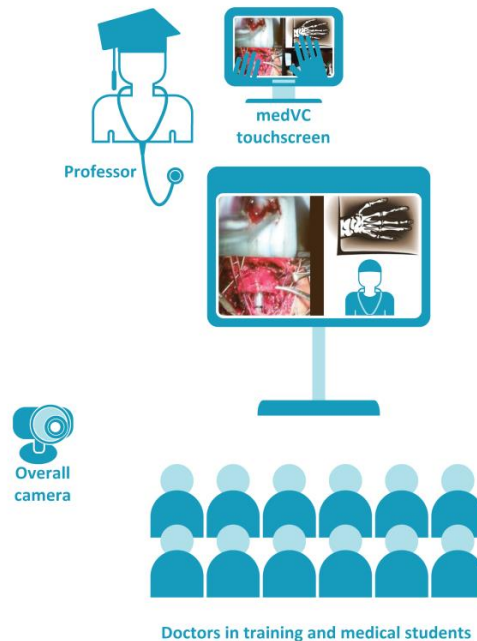 medVC
touchscreen
Professor
Overall
camera
Doctors in training and medical students